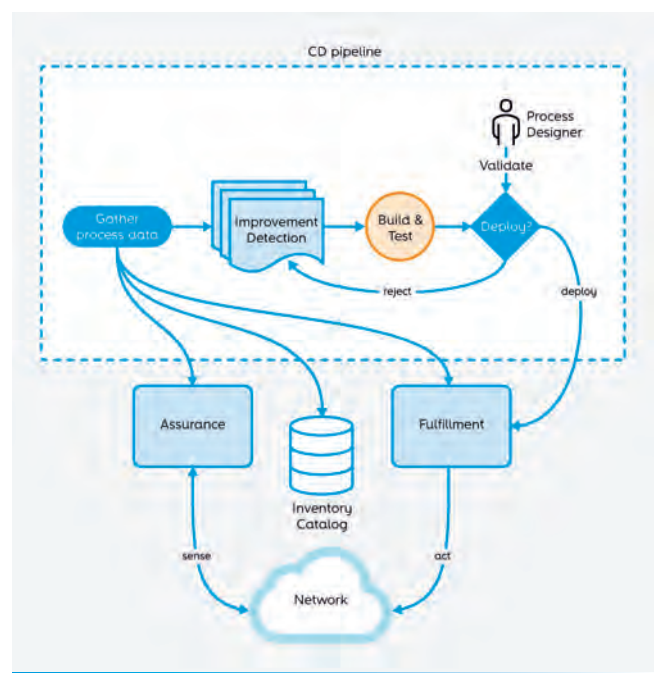 CD pipeline
Process
Designer
Validate
Gather
process data
Improvement
Detection
Build &
Test
Deploy?
reject
deploy
Assurance
Fulfillment
Inventory
Catalog
sense
act
Network